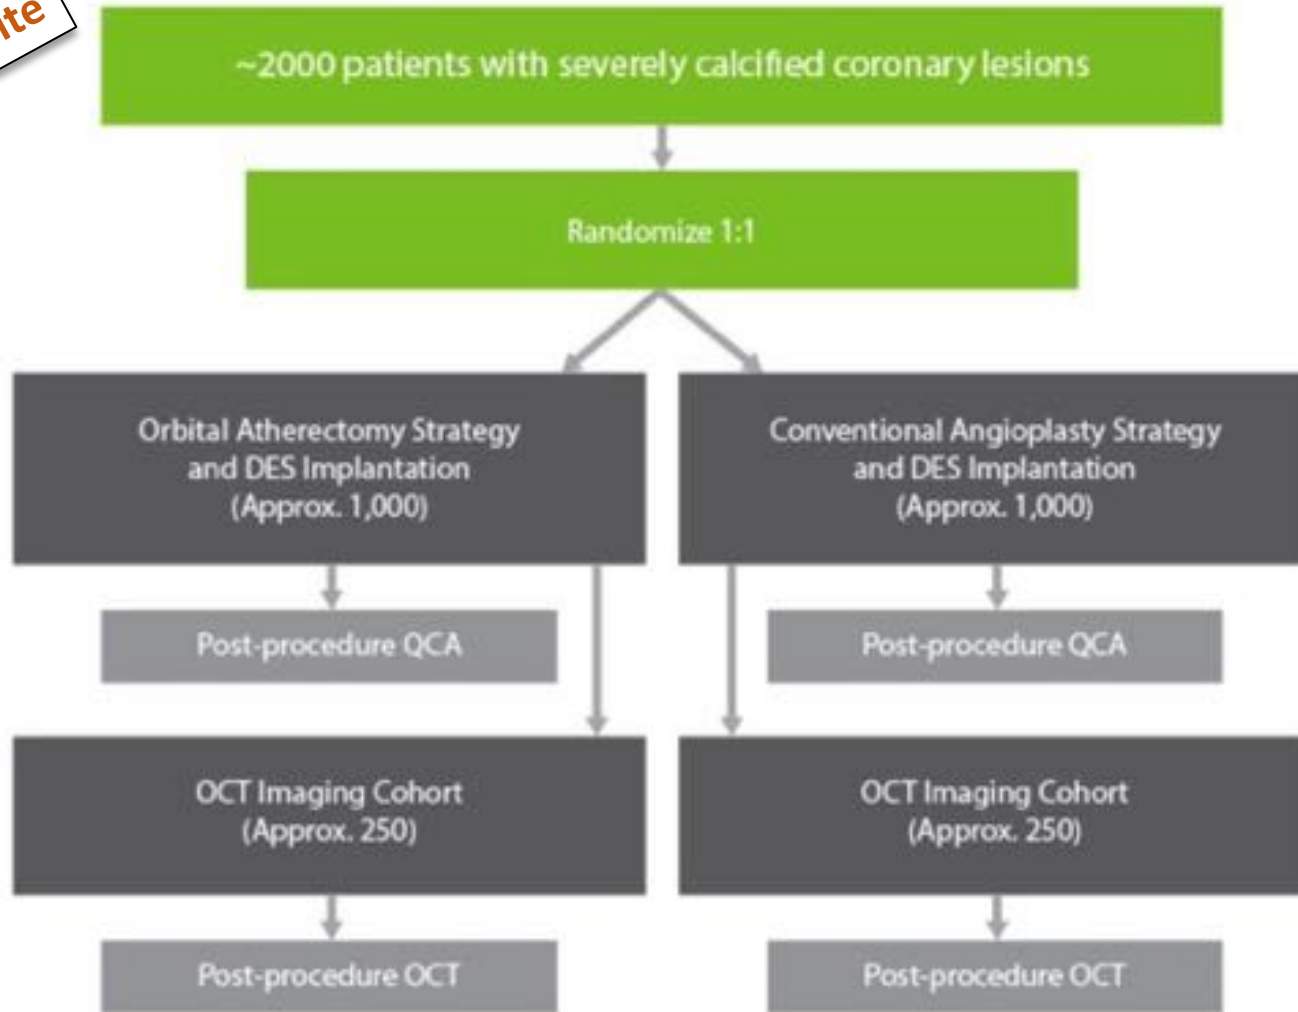 ~2000 patients with severely calcified coronary lesions
Randomize 1:1
Orbital Atherectomy Strategy
and DES Implantation
(Approx. 1,000)
Conventional Angioplasty Strategy
and DES Implantation
(Approx. 1,000)
Post-procedure QCA
Post-procedure QCA
OCT Imaging Cohort
(Approx. 250)
OCT Imaging Cohort
(Approx. 250)
Post-procedure OCT
Post-procedure OCT